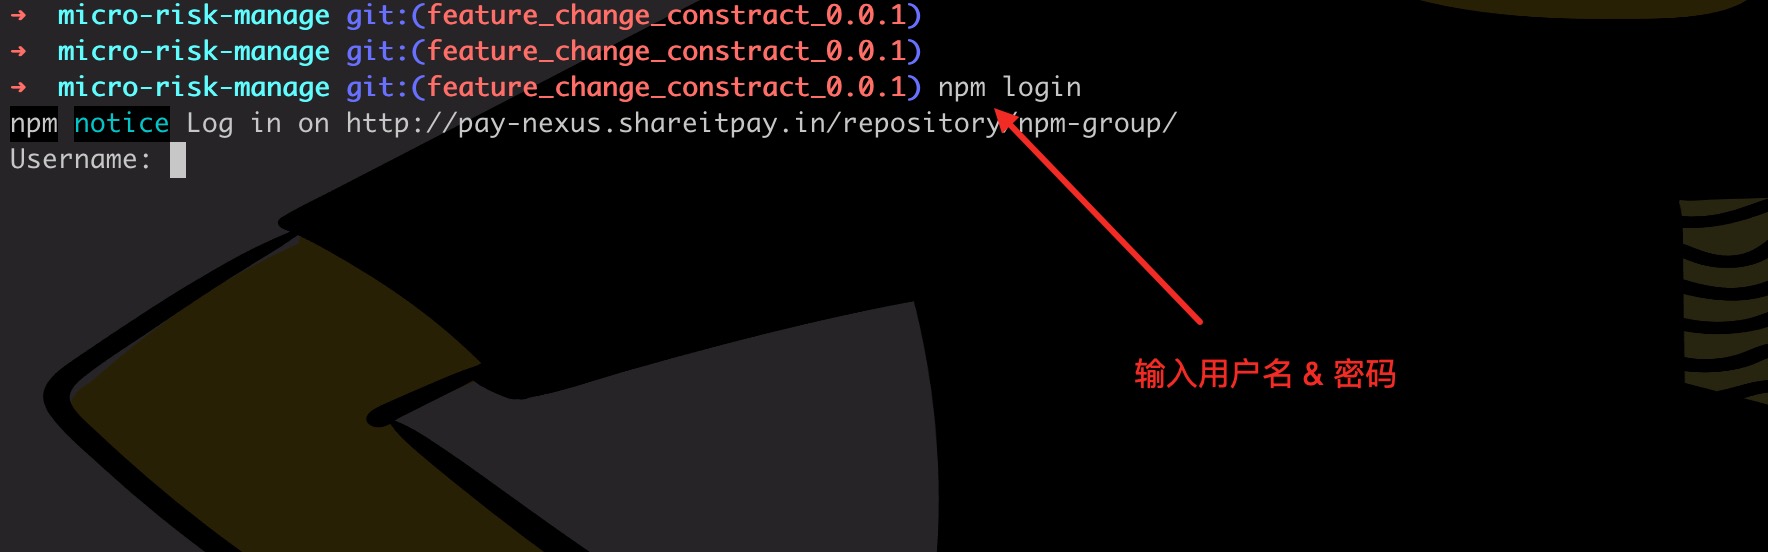 ➜ micro-risk-manage git:(feature_change_constract_0.0.1)
➜ micro-risk-manage git:(feature_change_constract_0.0.1)
➜ micro-risk-manage git:(feature_change_constract_0.0.1) npm login
npm notice Log in on http://pay-nexus.shareitpay.in/repository/npm-group/
Username:
输入用户名 & 密码